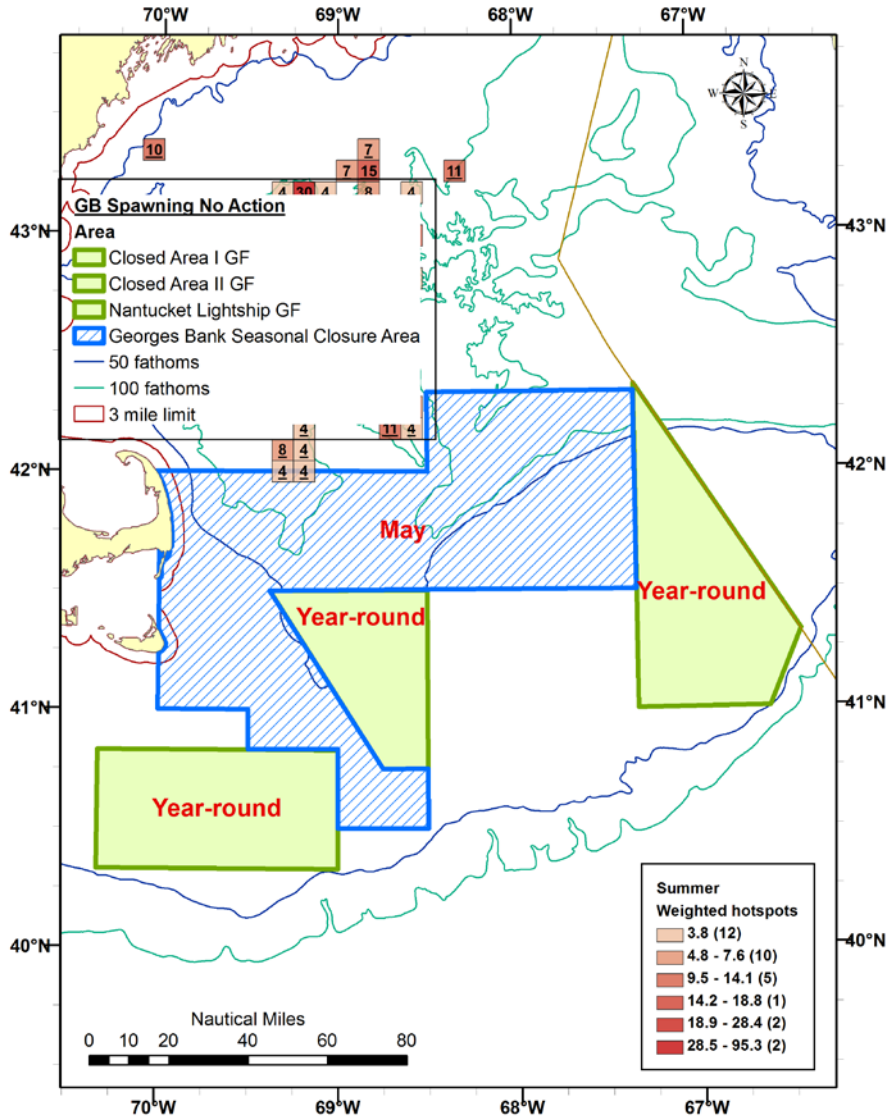 70°W 69°W 68°W 67°W
N
W E
S
10
7
7 15
11
4 30 4 8 4
43°N 43°N
GB Spawning No Action
Area
Closed Area I GF
Closed Area II GF
Nantucket Lightship GF
Georges Bank Seasonal Closure Area
50 fathoms
100 fathoms
3 mile limit
4 11 4
8 4
4 4
42°N 42°N
May
Year-round
Year-round
41°N 41°N
Year-round
Summer
Weighted hotspots
3.8 (12)
4.8 - 7.6 (10)
9.5 - 14.1 (5)
14.2 - 18.8 (1)
18.9 - 28.4 (2)
28.5 - 95.3 (2)
40°N 40°N
Nautical Miles
0 10 20 40 60 80
70°W 69°W 68°W 67°W